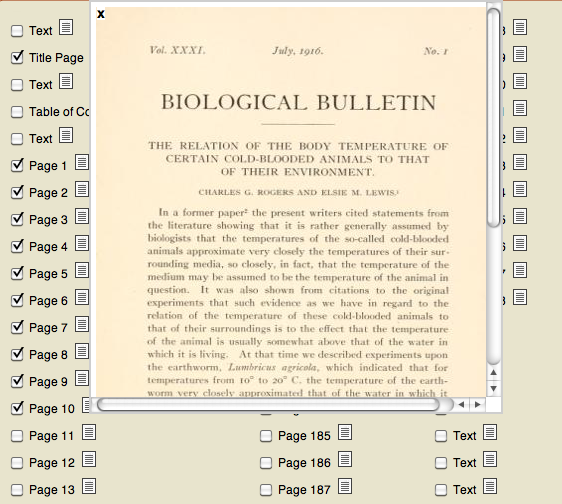 Text
Title Page
Text
Table of Co
Text
Page 1
Page 2
Page 3
Page 4
Page 5
Page 6
Page 7
Page 8
Page 9
Page 10
Page 11
Page 12
Page 13
x
Vol. XXXI. July, 1916. No. 1
BIOLOGICAL BULLETIN
THE RELATION OF THE BODY TEMPERATURE OF
CERTAIN COLD-BLOODED ANIMALS TO THAT
OF THEIR ENVIRONMENT.
CHARLES G. ROGERS AND ELSIE M. LEWIS.¹
In a former paper² the present writers cited statements from
the literature showing that it is rather generally assumed by
biologists that the temperatures of the so-called cold-blooded
animals approximate very closely the temperatures of their sur-
rounding media, so closely, in fact, that the temperature of the
medium may be assumed to be the temperature of the animal in
question. It was also shown from citations to the original
experiments that such evidence as we have in regard to the
relation of the temperature of these cold-blooded animals to
that of their surroundings is to the effect that the temperature
of the animal is usually somewhat above that of the water in
which it is living. At that time we described experiments upon
the earthworm, Lumbricus agricola, which indicated that for
temperatures from 10° to 20° C. the temperature of the earth-
worm very closely approximated that of the water in which it
Page 185
Page 186
Page 187
Text
Text
Text